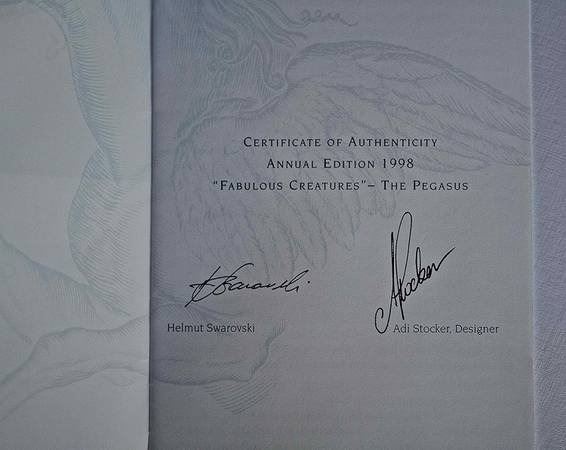 CERTIFICATE OF AUTHENTICITY
ANNUAL EDITION 1998
"FABULOUS CREATURES"– THE PEGASUS
Helmut Swarovski
Adi Stocker, Designer